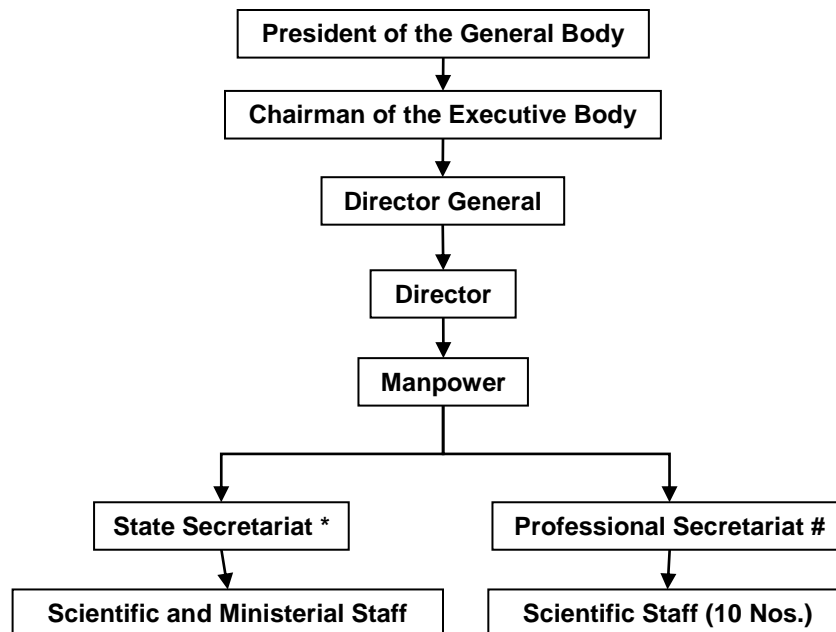 President of the General Body
Chairman of the Executive Body
Director General
Director
Manpower
State Secretariat *
Professional Secretariat #
Scientific and Ministerial Staff
Scientific Staff (10 Nos.)